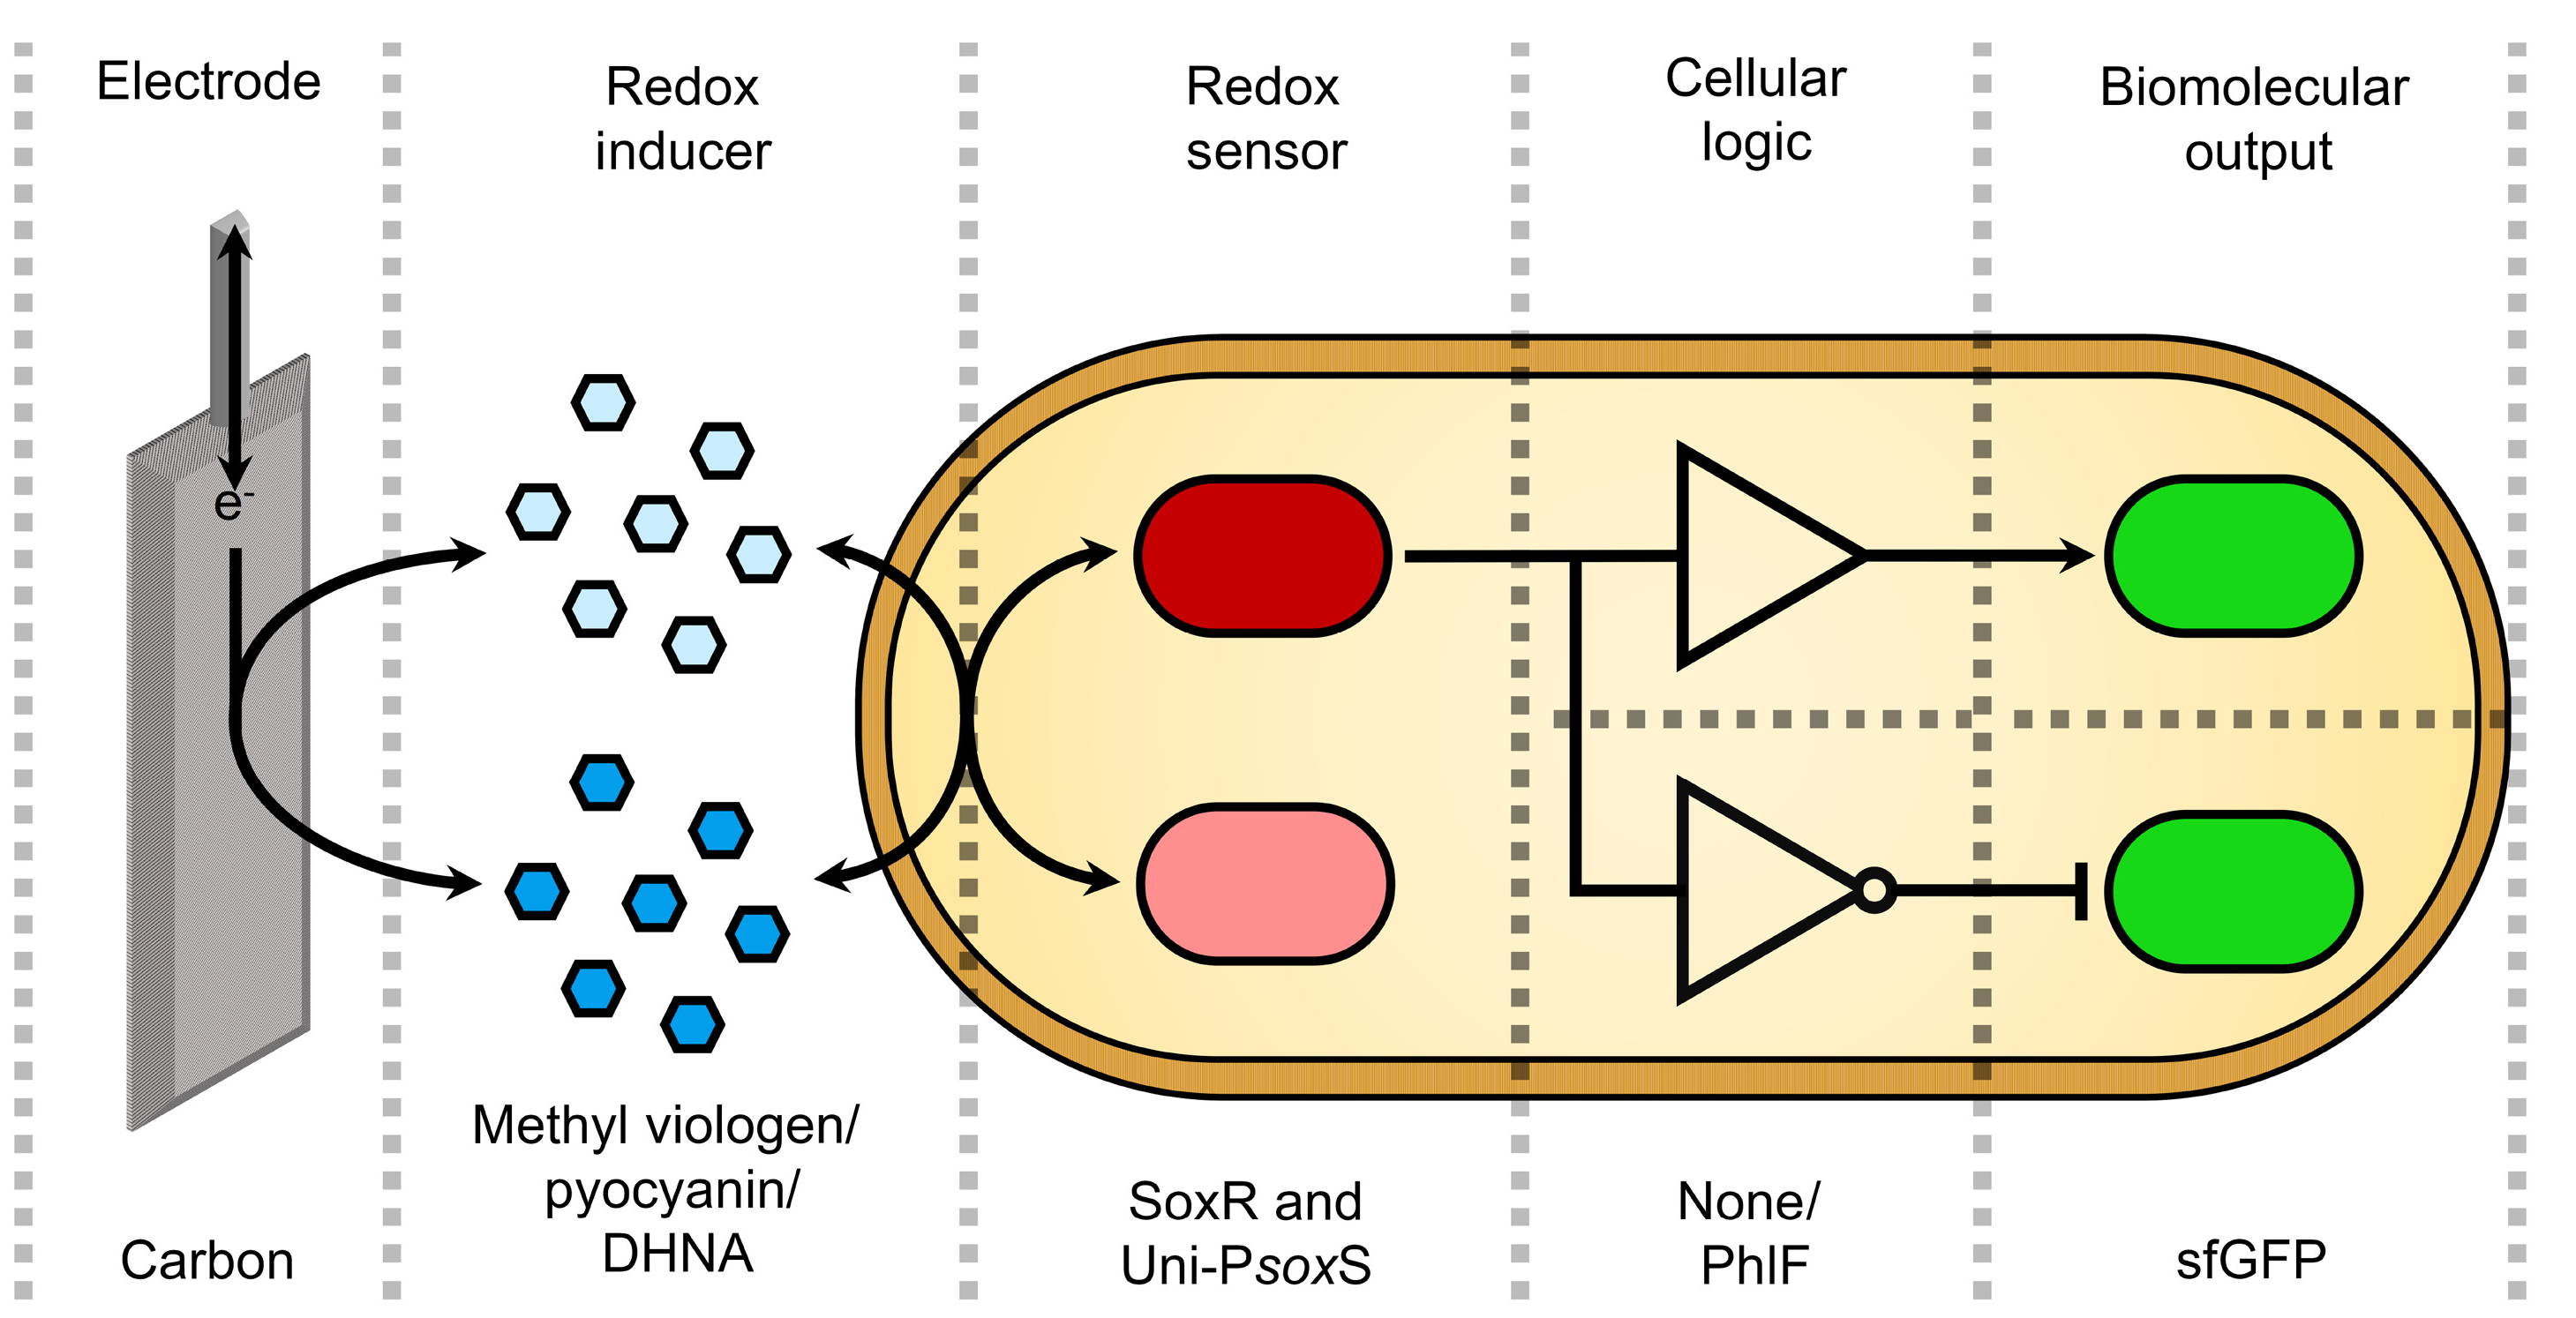 Electrode
Redox
inducer
Redox
sensor
Cellular
logic
Biomolecular
output
e-
Methyl viologen/
pyocyanin/
DHNA
Carbon
SoxR and
Uni-PsoxS
None/
PhlF
sfGFP